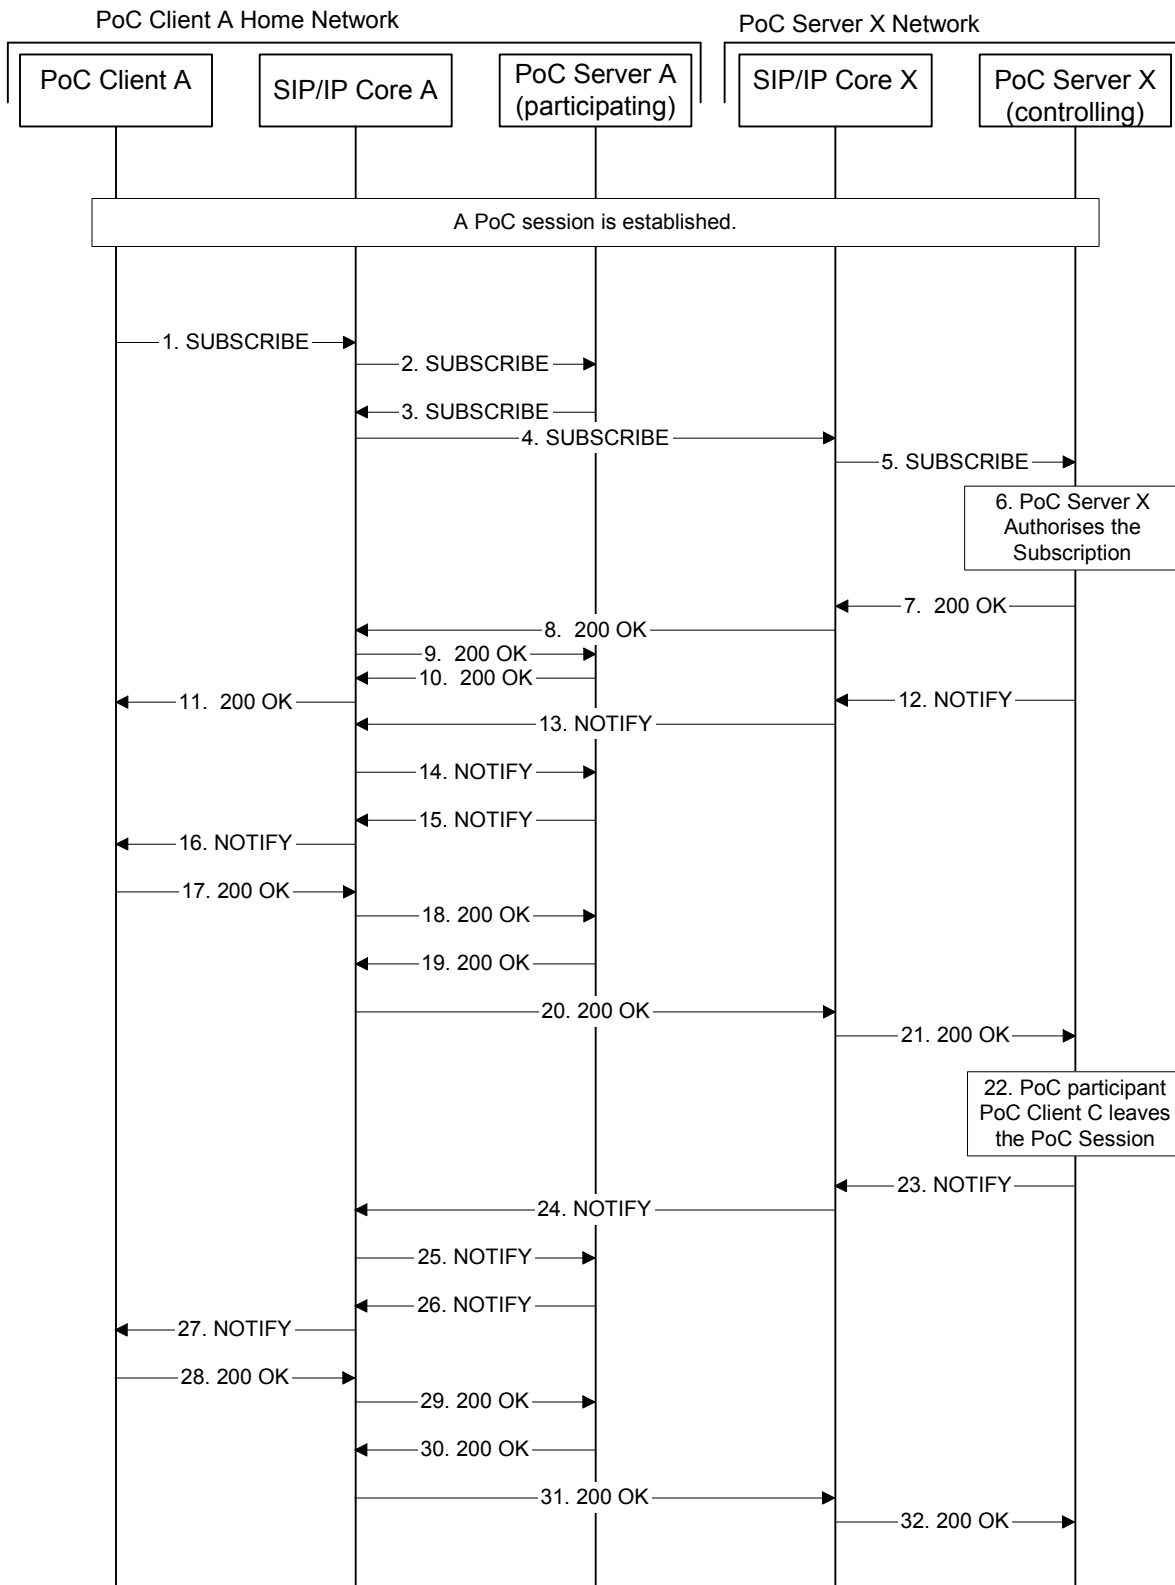 PoC Client A Home Network
PoC Server X Network
PoC Client A
SIP/IP Core A
PoC Server A
(participating)
SIP/IP Core X
PoC Server X
(controlling)
A PoC session is established.
1. SUBSCRIBE
2. SUBSCRIBE
3. SUBSCRIBE
4. SUBSCRIBE
5. SUBSCRIBE
6. PoC Server X
Authorises the
Subscription
7. 200 OK
8. 200 OK
9. 200 OK
10. 200 OK
11. 200 OK
12. NOTIFY
13. NOTIFY
14. NOTIFY
15. NOTIFY
16. NOTIFY
17. 200 OK
18. 200 OK
19. 200 OK
20. 200 OK
21. 200 OK
22. PoC participant
PoC Client C leaves
the PoC Session
23. NOTIFY
24. NOTIFY
25. NOTIFY
26. NOTIFY
27. NOTIFY
28. 200 OK
29. 200 OK
30. 200 OK
31. 200 OK
32. 200 OK